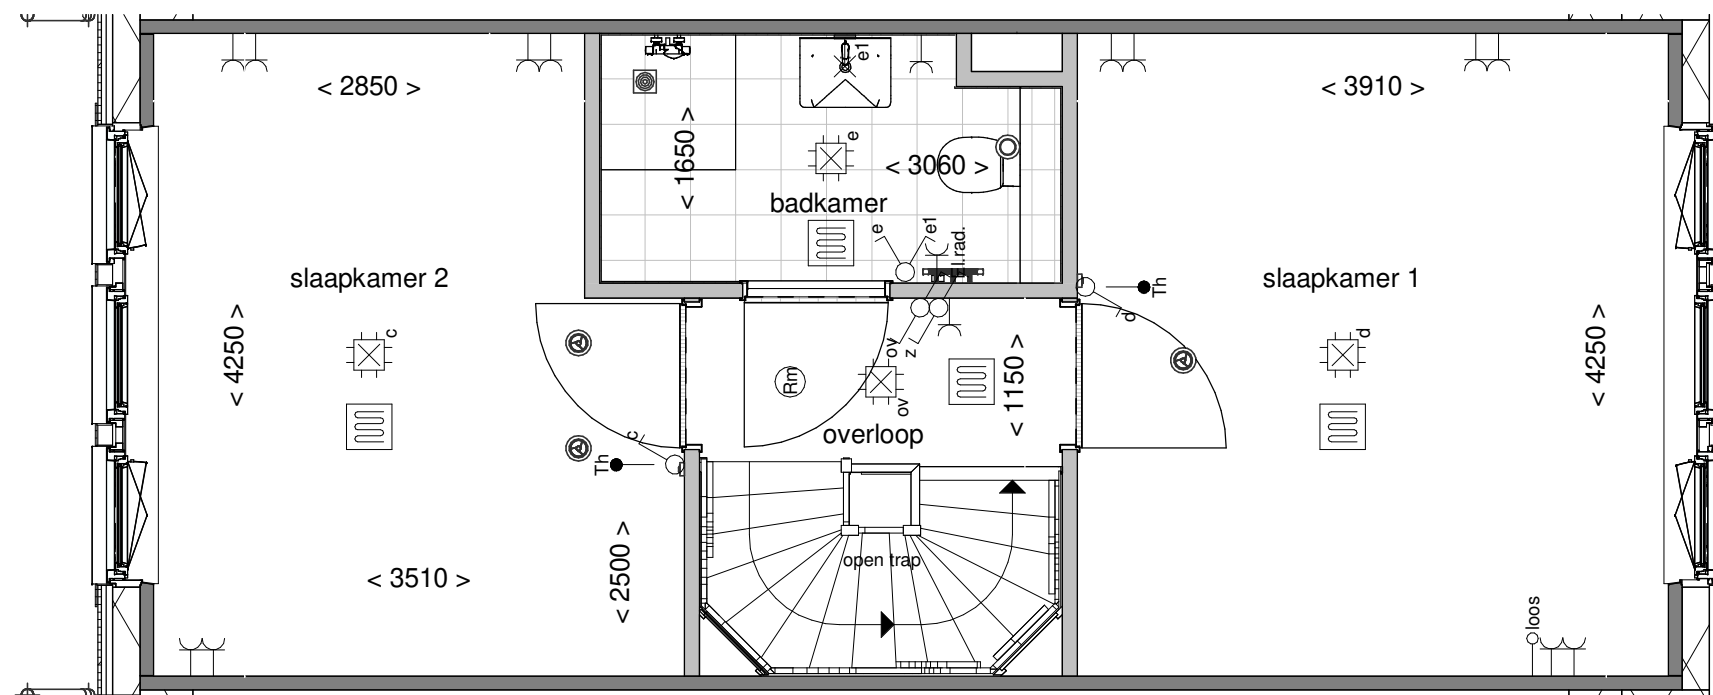 < 2850 >
e1
< 3910 >
< 1650 >
e
< 3060 >
badkamer
e
e1
l.rad.
slaapkamer 2
slaapkamer 1
Th
d
< 4250 >
c
ov
z
< 1150 >
d
< 4250 >
Rm
ov
c
overloop
Th
A
A
A
< 3510 >
< 2500 >
open trap
loos